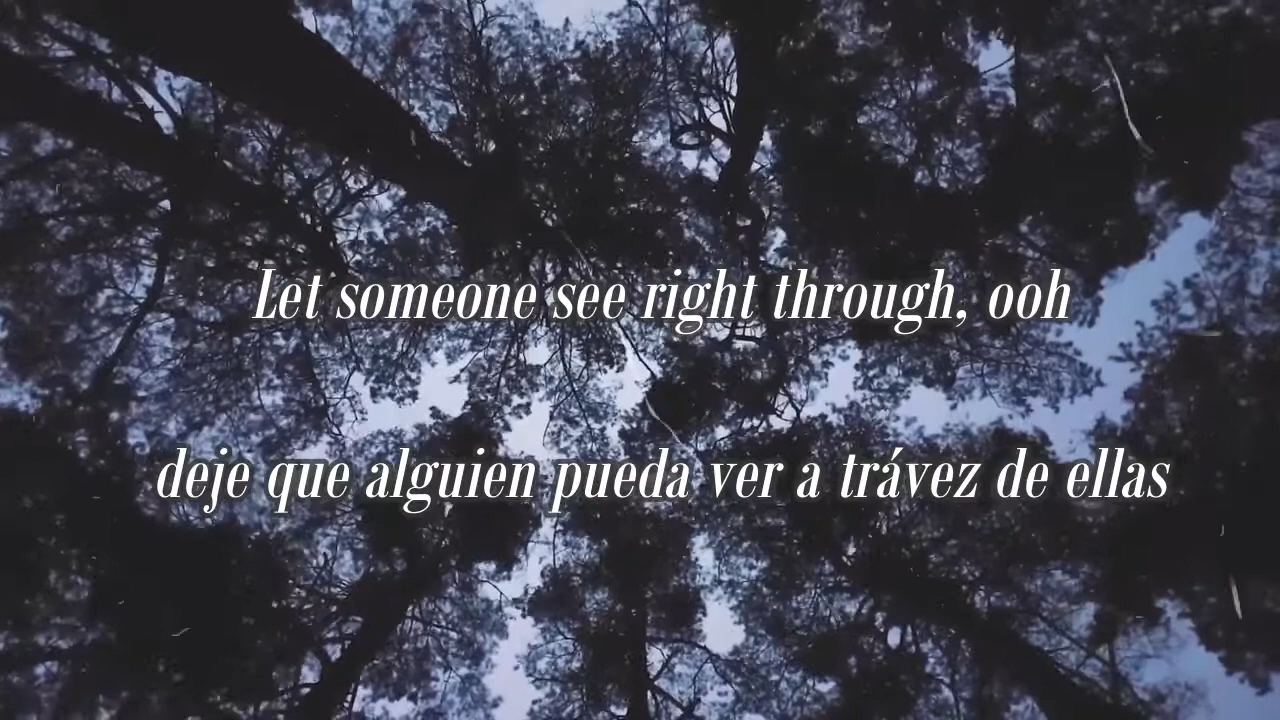 Let someone see right through, ooh
deje que alguien pueda ver a trávez de ellas